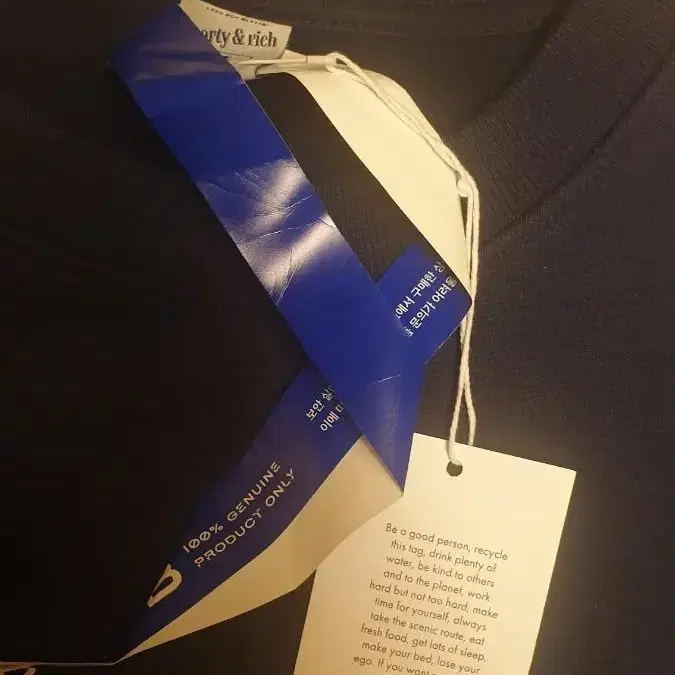 & rich
에서 구매한
문의가 어려울
보안
이에
100% GENUINE
PRODUCT ONLY
Be a good person, recycle
this tag, drink plenty of
water, be kind to others
and to the planet, work
hard but not too hard, make
time for yourself, always
take the scenic route, eat
fresh food, get lots of sleep,
make your bed, lose your
ego. If you want